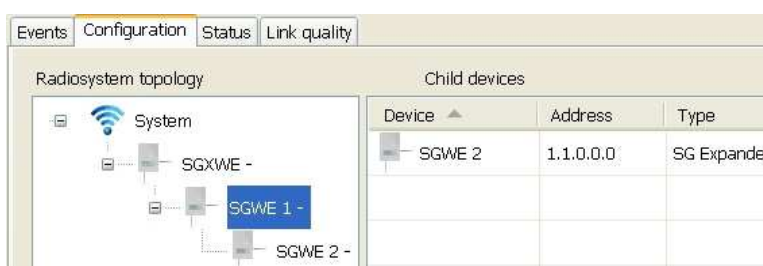 Events Configuration Status Link quality
Radiosystem topology
Child devices
System
SGXWE -
SGWE 1 -
SGWE 2 -
Device Address Type
SGWE 2 1.1.0.0.0 SG Expande